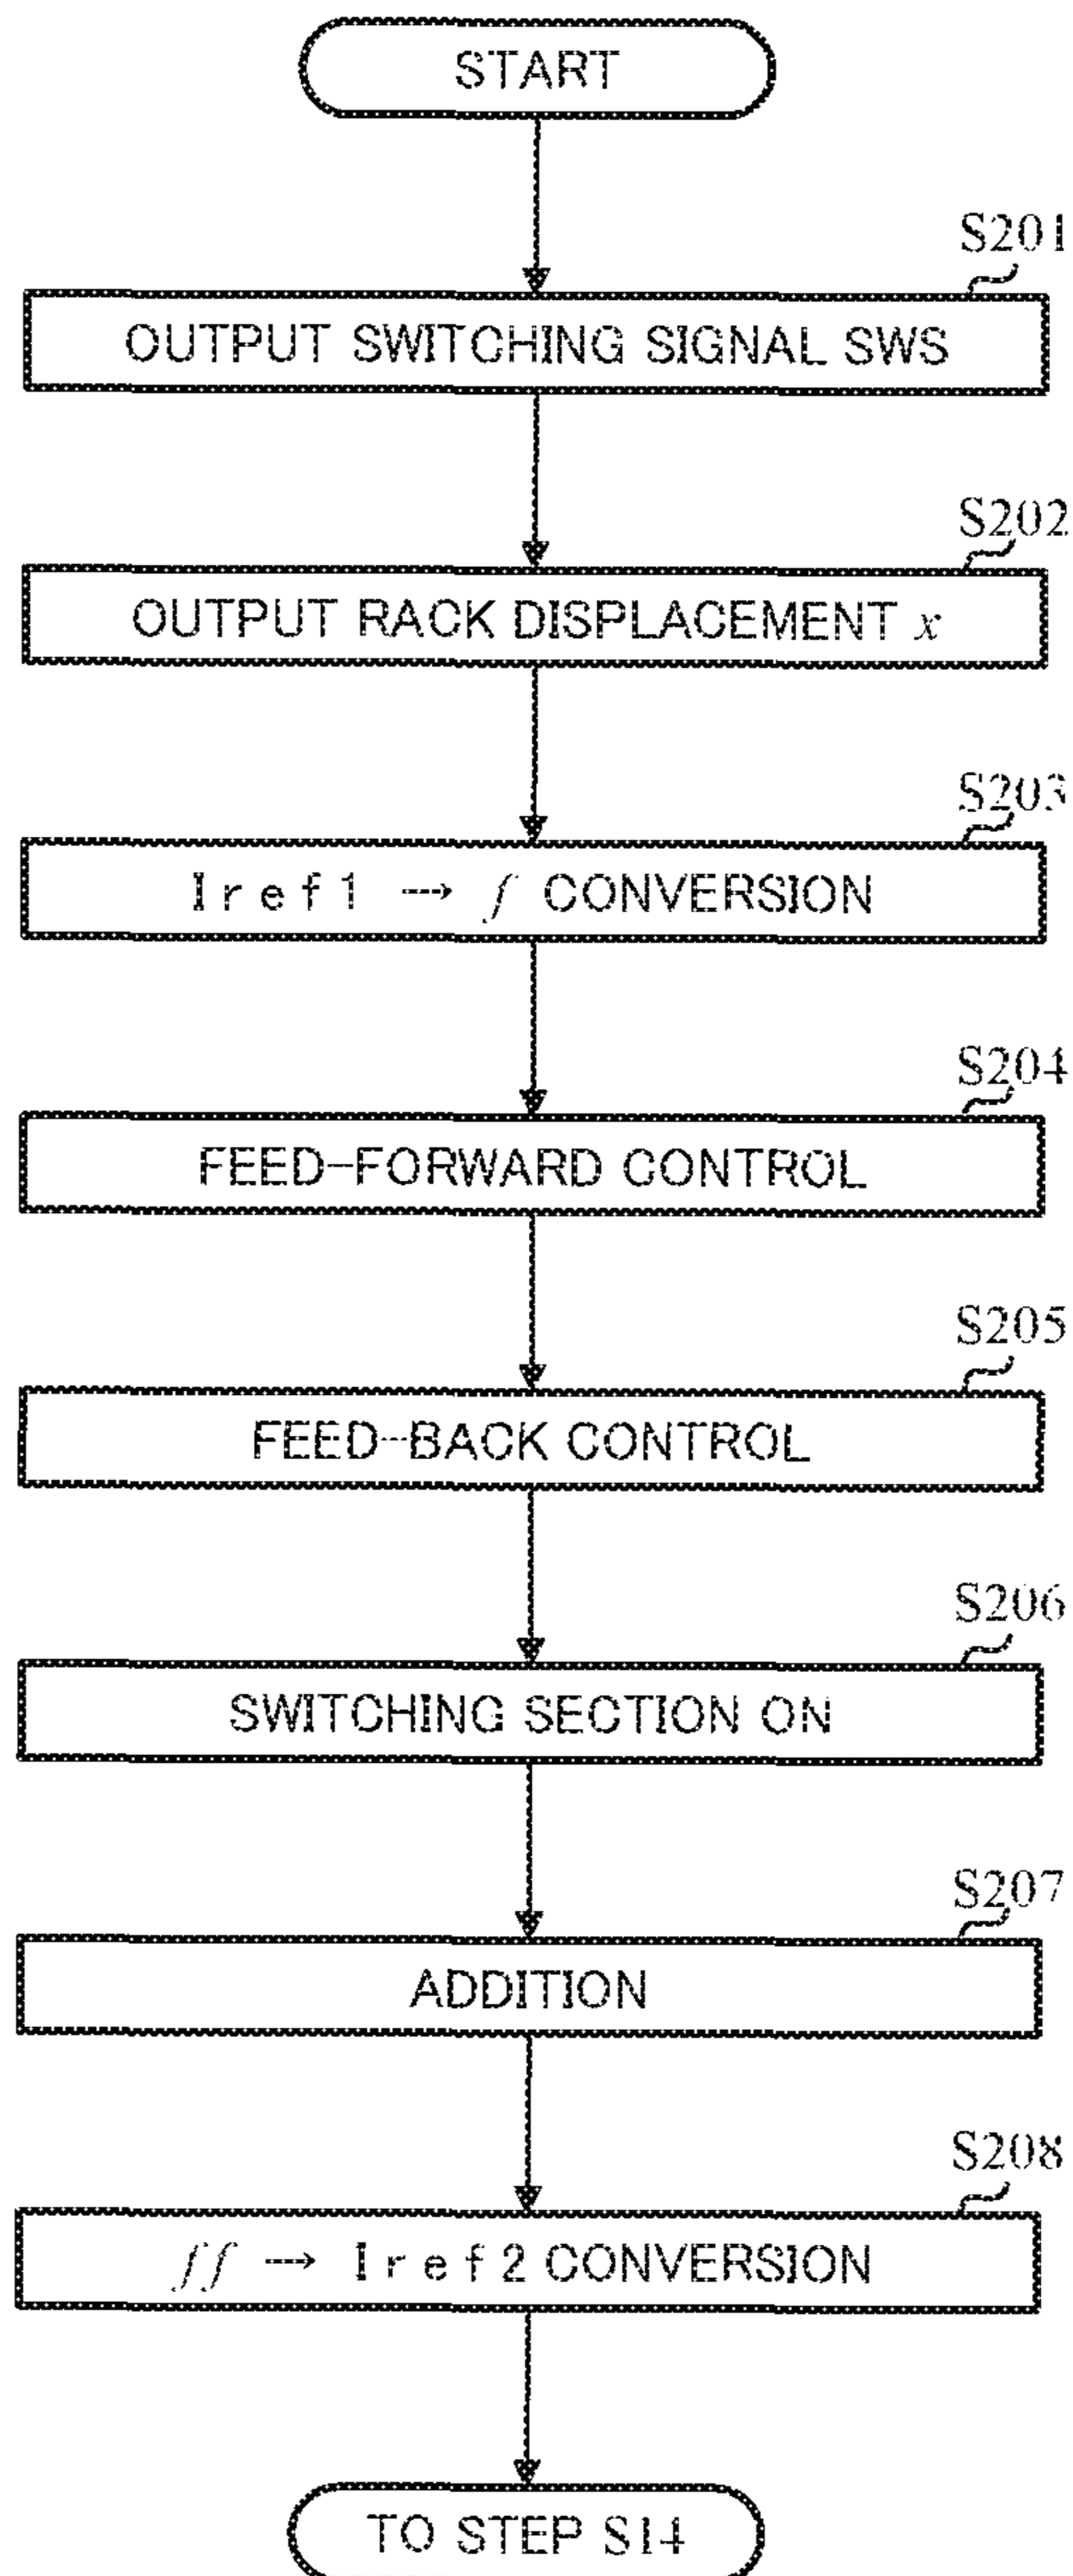 START
S201
OUTPUT SWITCHING SIGNAL SWS
S202
OUTPUT RACK DISPLACEMENT x
S203
Iref1 → f CONVERSION
S204
FEED-FORWARD CONTROL
S205
FEED-BACK CONTROL
S206
SWITCHING SECTION ON
S207
ADDITION
S208
ff → Iref2 CONVERSION
TO STEP S14